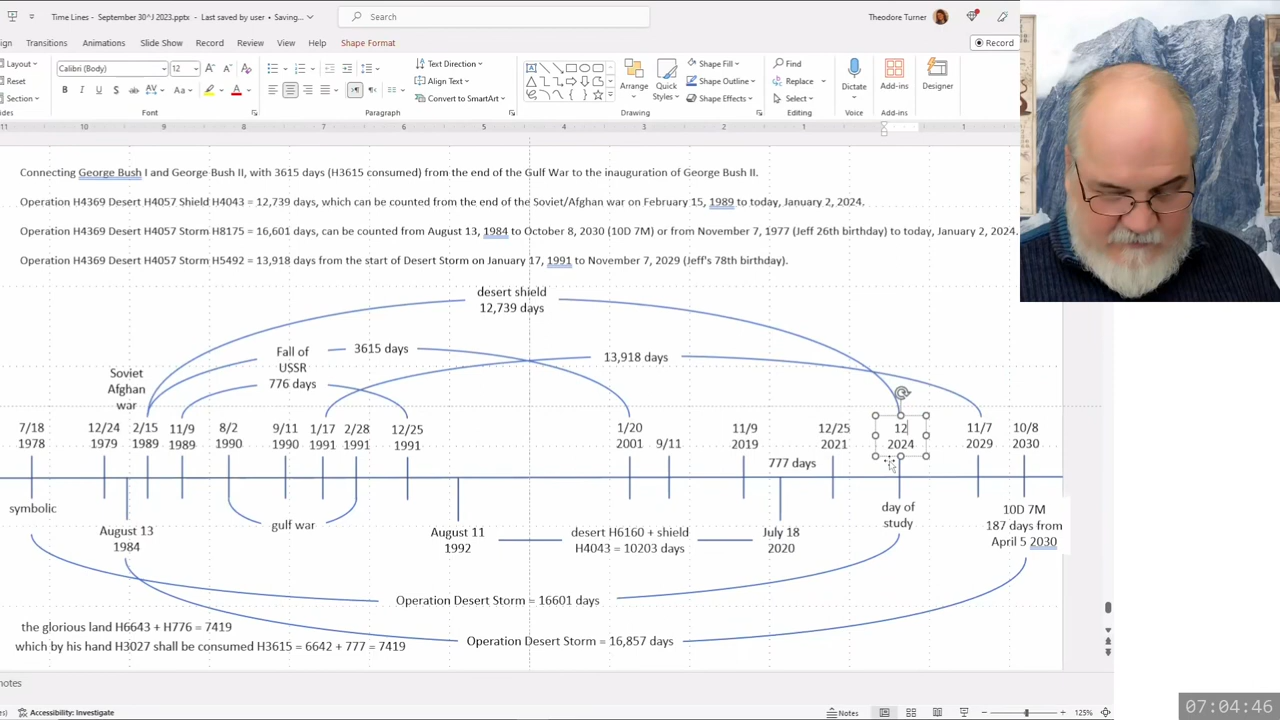 Time Lines - September 30^J 2023.pptx • Last saved by user • Saving...
Search
Theodore Turner
ign Transitions Animations Slide Show Record Review View Help Shape Format
Record
Layout
Reset
Section
Calibri (Body) 12
Font
Text Direction
Align Text
Convert to SmartArt
Paragraph
Arrange
Quick Styles
Shape Fill
Shape Outline
Shape Effects
Drawing
Find
Replace
Select
Editing
Dictate
Voice
Add-ins
Add-ins
Designer
11 10 9 8 7 6 5 4 3 2 1 1
Connecting George Bush I and George Bush II, with 3615 days (H3615 consumed) from the end of the Gulf War to the inauguration of George Bush II.
Operation H4369 Desert H4057 Shield H4043 = 12,739 days, which can be counted from the end of the Soviet/Afghan war on February 15, 1989 to today, January 2, 2024.
Operation H4369 Desert H4057 Storm H8175 = 16,601 days, can be counted from August 13, 1984 to October 8, 2030 (10D 7M) or from November 7, 1977 (Jeff 26th birthday) to today, January 2, 2024.
Operation H4369 Desert H4057 Storm H5492 = 13,918 days from the start of Desert Storm on January 17, 1991 to November 7, 2029 (Jeff's 78th birthday).
desert shield
12,739 days
Fall of
USSR
776 days
3615 days
13,918 days
Soviet
Afghan
war
7/18
1978
12/24
1979
2/15
1989
11/9
1989
8/2
1990
9/11
1990
1/17
1991
2/28
1991
12/25
1991
1/20
2001
9/11
11/9
2019
12/25
2021
12
2024
11/7
2029
10/8
2030
777 days
symbolic
August 13
1984
gulf war
August 11
1992
desert H6160 + shield
H4043 = 10203 days
July 18
2020
day of
study
10D 7M
187 days from
April 5 2030
Operation Desert Storm = 16601 days
Operation Desert Storm = 16,857 days
the glorious land H6643 + H776 = 7419
which by his hand H3027 shall be consumed H3615 = 6642 + 777 = 7419
notes
Accessibility: Investigate
Notes
125%
07:04:46